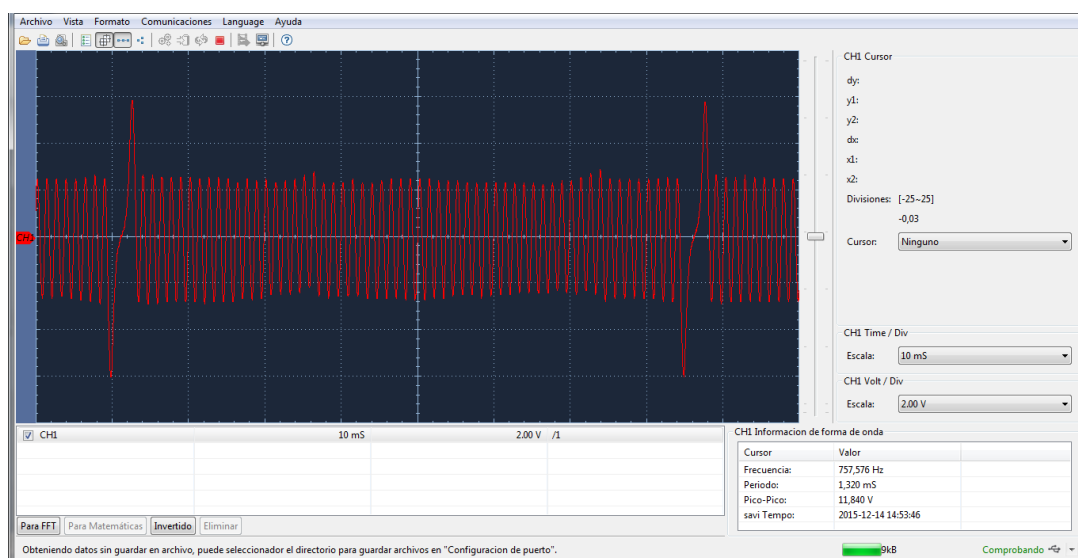 Archivo Vista Formato Comunicaciones Language Ayuda
CH1
CH1 Cursor
dy:
y1:
y2:
dx:
x1:
x2:
Divisiones: [-25~25]
-0,03
Cursor: Ninguno
CH1 Time / Div
Escala: 10 mS
CH1 Volt / Div
Escala: 2.00 V
CH1 10 mS 2.00 V /1
CH1 Informacion de forma de onda
Cursor Valor
Frecuencia: 757,576 Hz
Periodo: 1,320 mS
Pico-Pico: 11,840 V
savi Tempo: 2015-12-14 14:53:46
Para FFT Para Matemáticas Invertido Eliminar
Obteniendo datos sin guardar en archivo, puede seleccionador el directorio para guardar archivos en "Configuracion de puerto".
9kB Comprobando